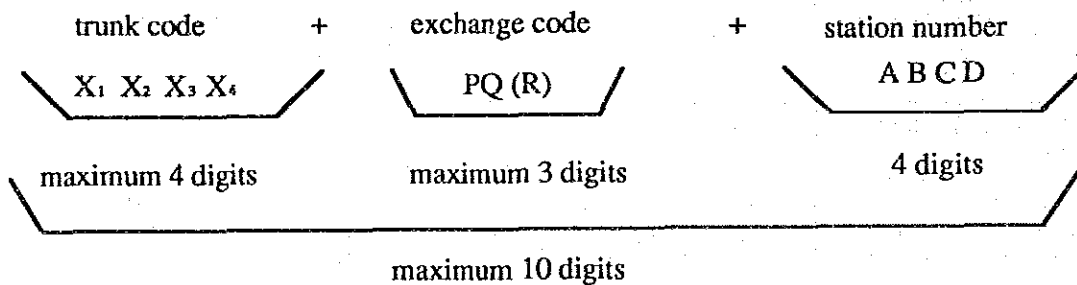 trunk code + exchange code + station number
X₁ X₂ X₃ X₄ PQ (R) A B C D
maximum 4 digits maximum 3 digits 4 digits
maximum 10 digits